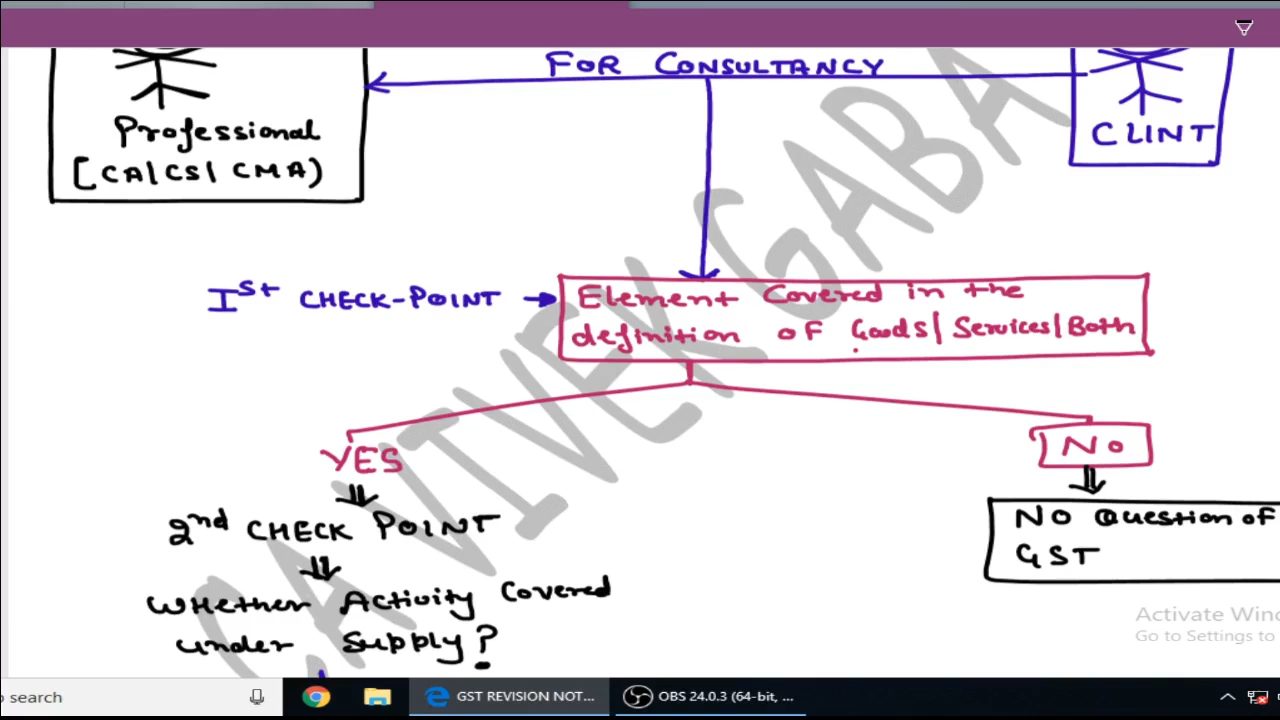 FOR CONSULTANCY
Professional
[CA/CS/ CMA)
CLINT
Ist CHECK-POINT
Element Covered in the
definition of Goods/Services/Both
YES
No
2nd CHECK POINT
NO Question of
GST
Whether Activity Covered
under Supply?
CA VIVEK GABA
Activate Wind
Go to Settings to
o search
GST REVISION NOT...
OBS 24.0.3 (64-bit, ...